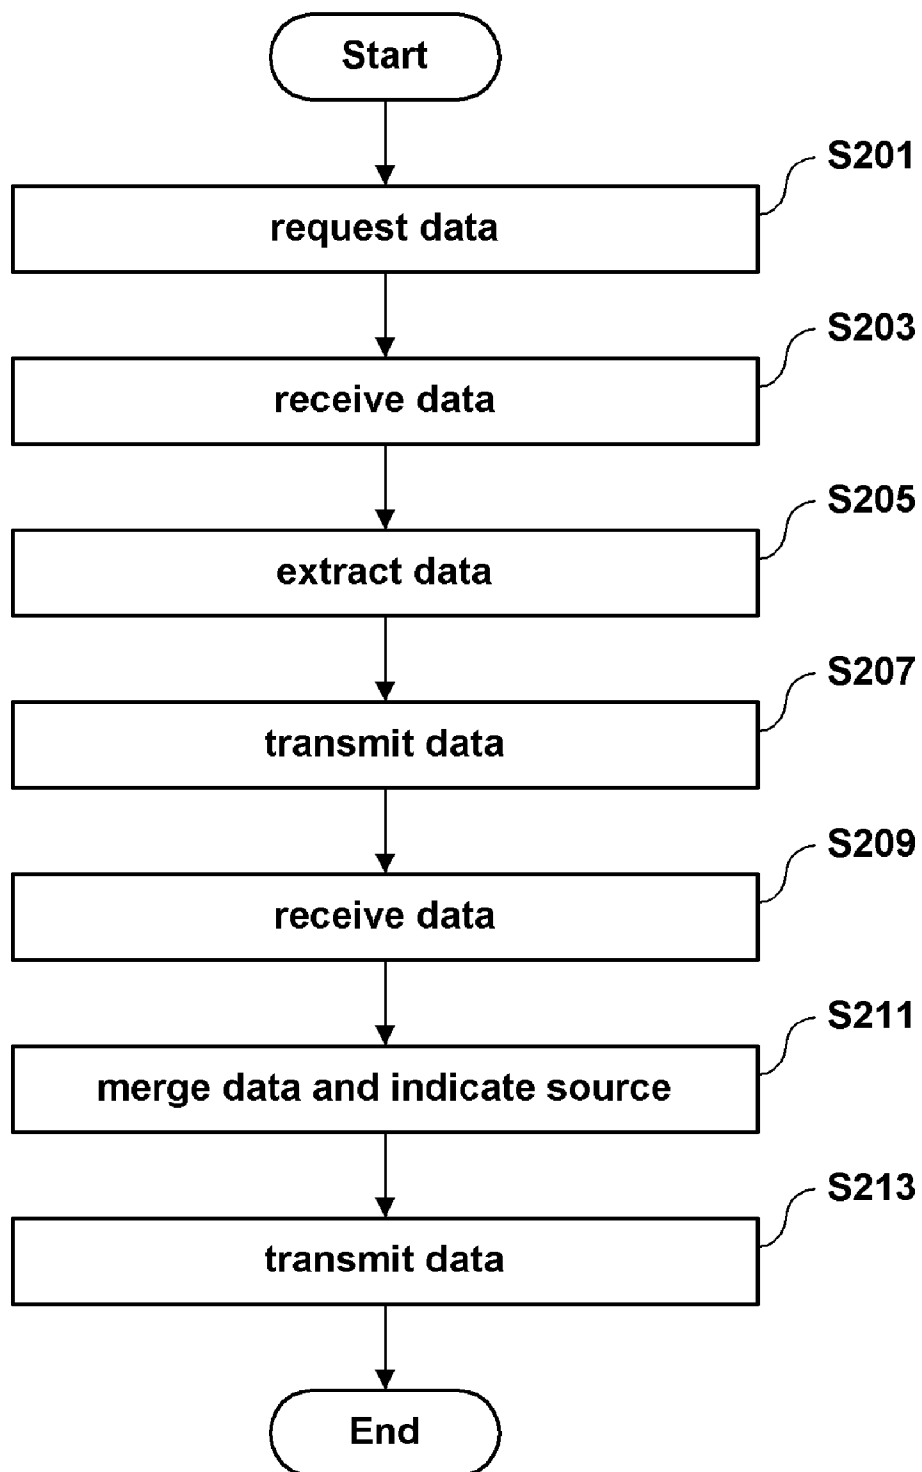 Start
S201
request data
S203
receive data
S205
extract data
S207
transmit data
S209
receive data
S211
merge data and indicate source
S213
transmit data
End